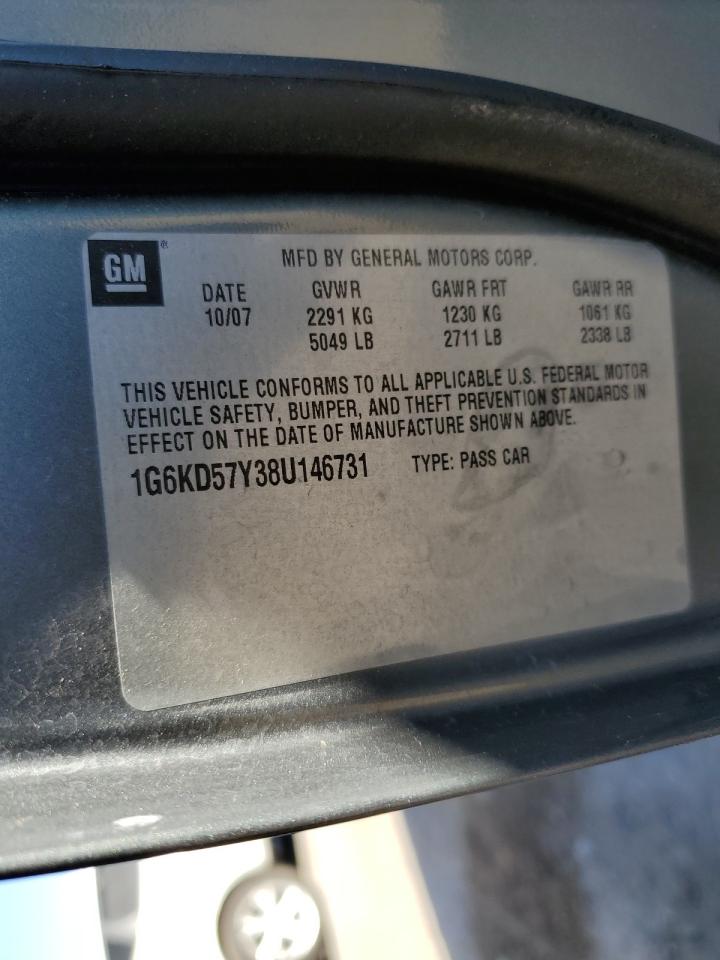 GM ®
MFD BY GENERAL MOTORS CORP.
DATE GVWR GAWR FRT GAWR RR
10/07 2291 KG 1230 KG 1061 KG
5049 LB 2711 LB 2338 LB
THIS VEHICLE CONFORMS TO ALL APPLICABLE U.S. FEDERAL MOTOR
VEHICLE SAFETY, BUMPER, AND THEFT PREVENTION STANDARDS IN
EFFECT ON THE DATE OF MANUFACTURE SHOWN ABOVE.
1G6KD57Y38U146731 TYPE: PASS CAR